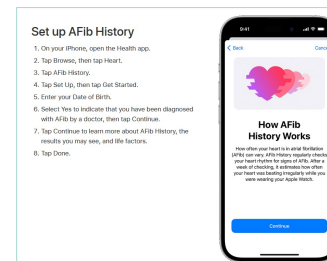 Set up AFib History
1. On your iPhone, open the Health app.
2. Tap Browse, then tap Heart.
3. Tap AFib History.
4. Tap Set Up, then tap Get Started.
5. Enter your Date of Birth.
6. Select Yes to indicate that you have been diagnosed
with AFib by a doctor, then tap Continue.
7. Tap Continue to learn more about AFib History, the
results you may see, and life factors.
8. Tap Done.
9:41
Back
Cancel
How AFib
History Works
How often your heart is in atrial fibrillation
(AFib) can vary. AFib History regularly checks
your heart rhythm for signs of AFib. After a
week of checking, it estimates how often
your heart was beating irregularly while you
were wearing your Apple Watch.
Continue